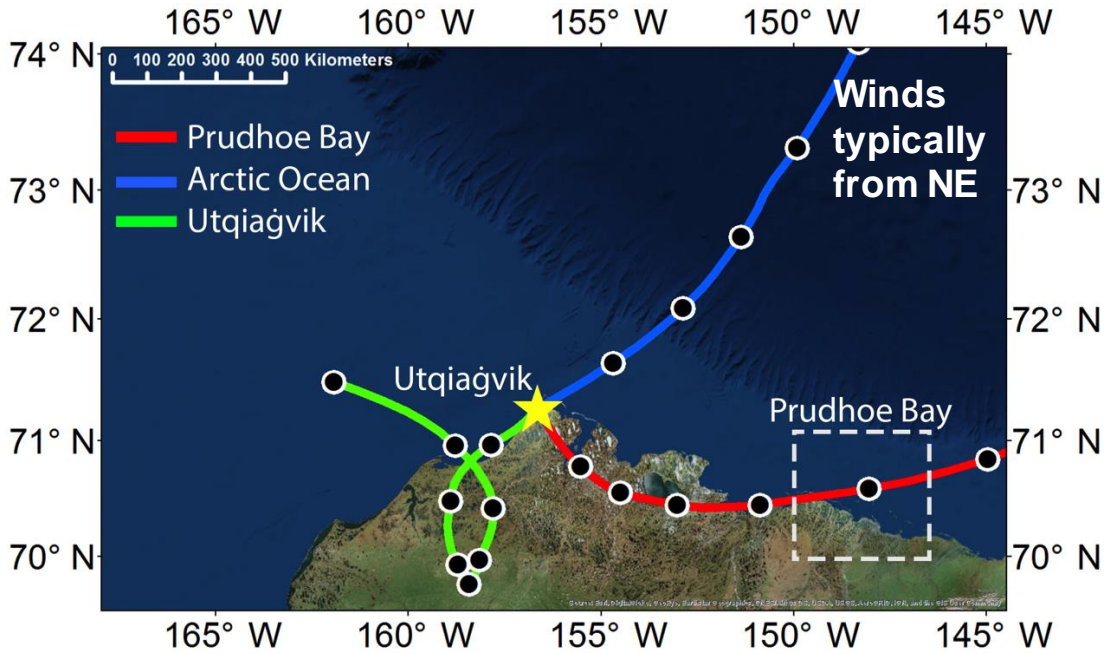 165° W 160° W 155° W 150° W 145° W
74° N
0 100 200 300 400 500 Kilometers
Winds
typically
from NE
Prudhoe Bay
Arctic Ocean
Utqiaġvik
73° N 73° N
72° N 72° N
Utqiaġvik
Prudhoe Bay
71° N 71° N
70° N 70° N
165° W 160° W 155° W 150° W 145° W